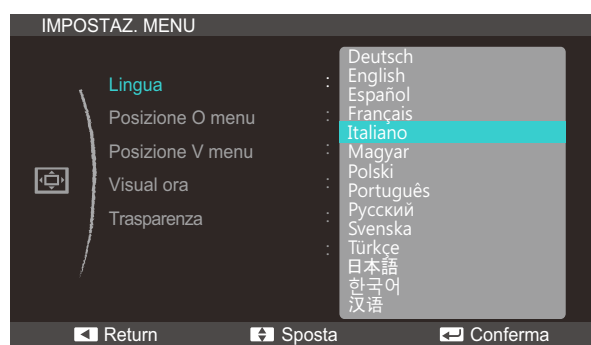 IMPOSTAZ. MENU
Lingua :
Posizione O menu :
Posizione V menu :
Visual ora :
Trasparenza :
:
Deutsch
English
Español
Français
Italiano
Magyar
Polski
Português
Русский
Svenska
Türkçe
日本語
한국어
汉语
Return Sposta Conferma